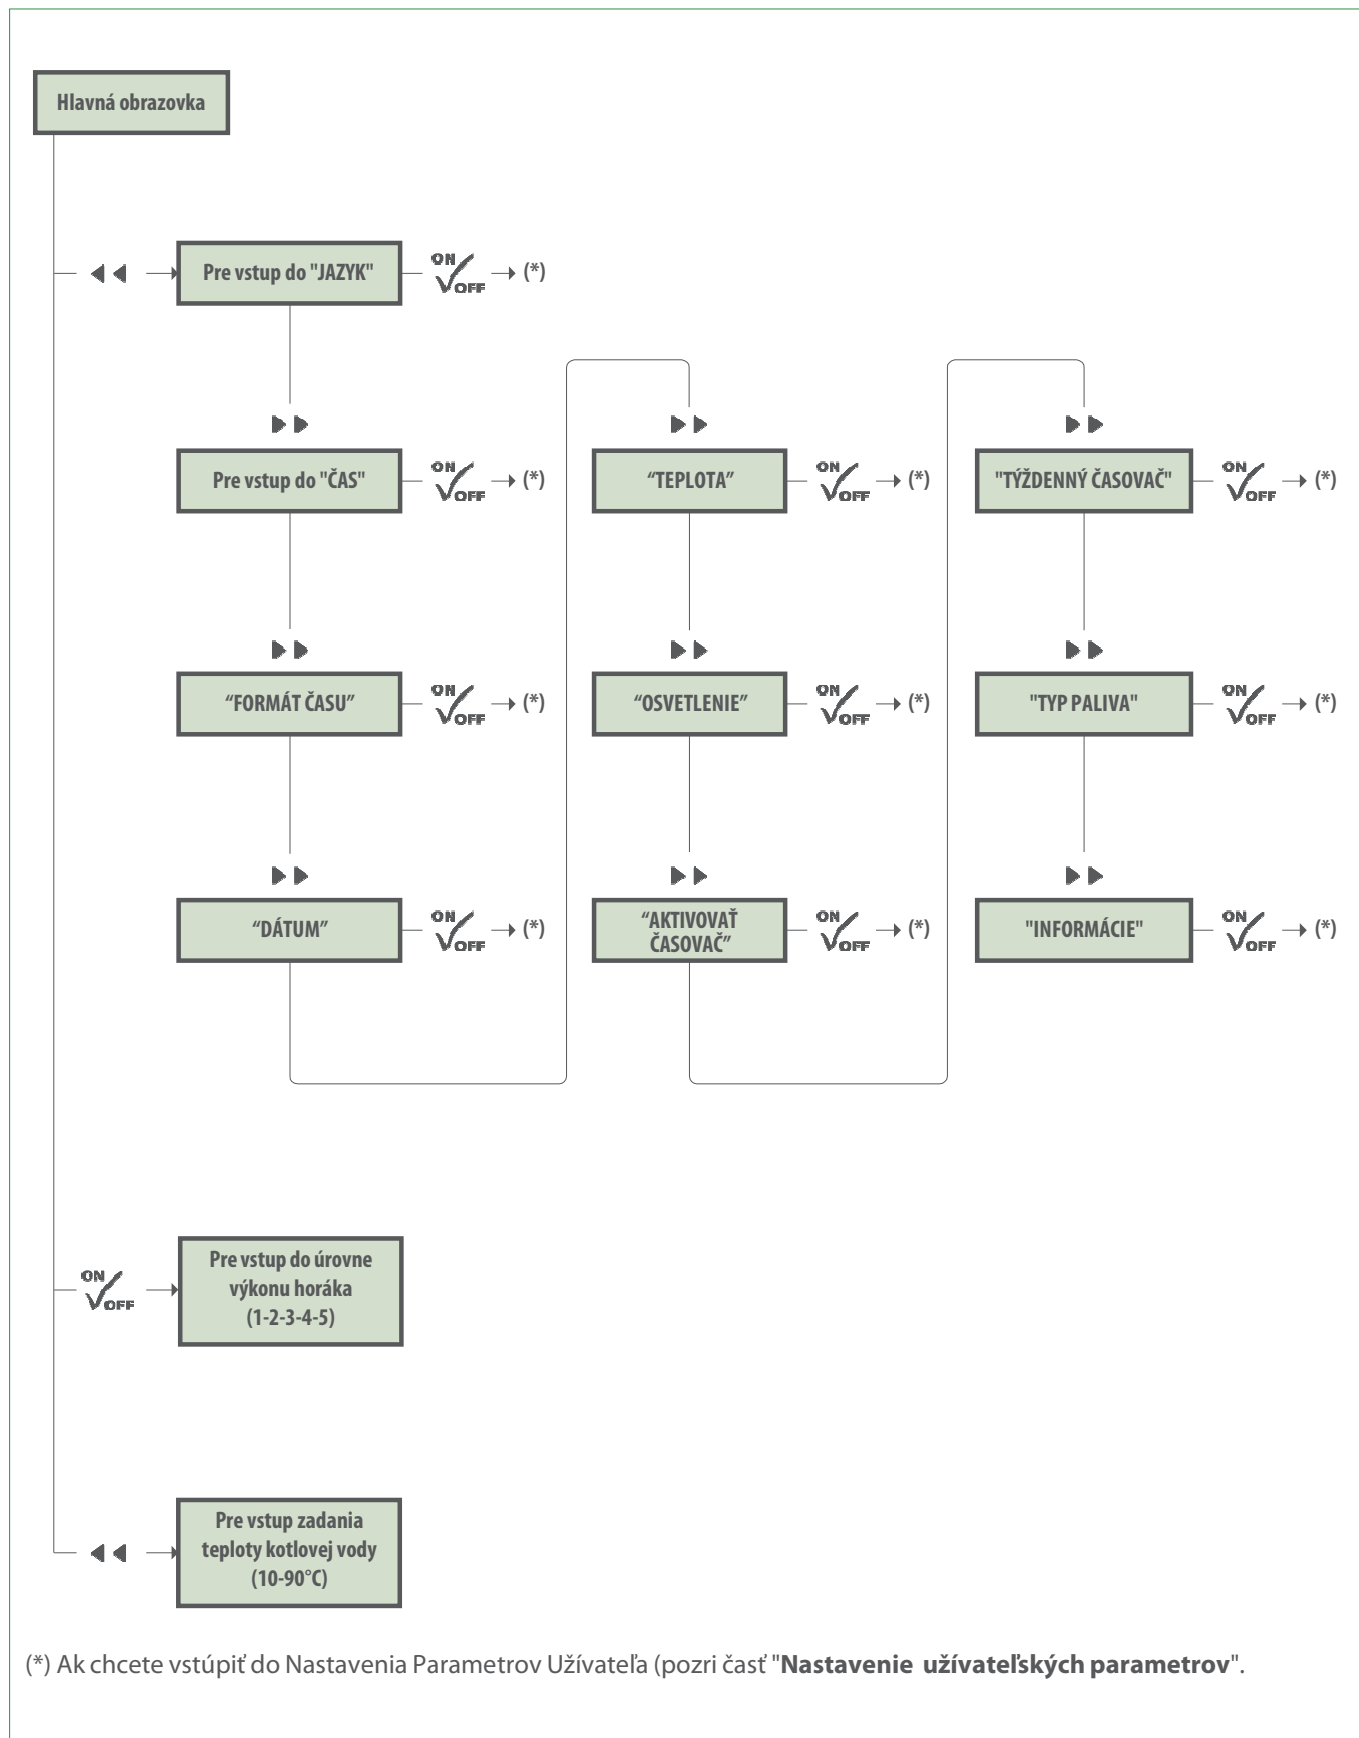 Hlavná obrazovka
Pre vstup do "JAZYK"
ON
OFF
(*)
Pre vstup do "ČAS"
ON
OFF
(*)
“TEPLOTA”
ON
OFF
(*)
"TÝŽDENNÝ ČASOVAČ"
ON
OFF
(*)
“FORMÁT ČASU”
ON
OFF
(*)
“OSVETLENIE”
ON
OFF
(*)
"TYP PALIVA"
ON
OFF
(*)
“DÁTUM”
ON
OFF
(*)
“AKTIVOVAŤ
ČASOVAČ”
ON
OFF
(*)
"INFORMÁCIE"
ON
OFF
(*)
ON
OFF
Pre vstup do úrovne
výkonu horáka
(1-2-3-4-5)
Pre vstup zadania
teploty kotlovej vody
(10-90°C)
(*) Ak chcete vstúpiť do Nastavenia Parametrov Užívateľa (pozri časť "Nastavenie užívateľských parametrov".